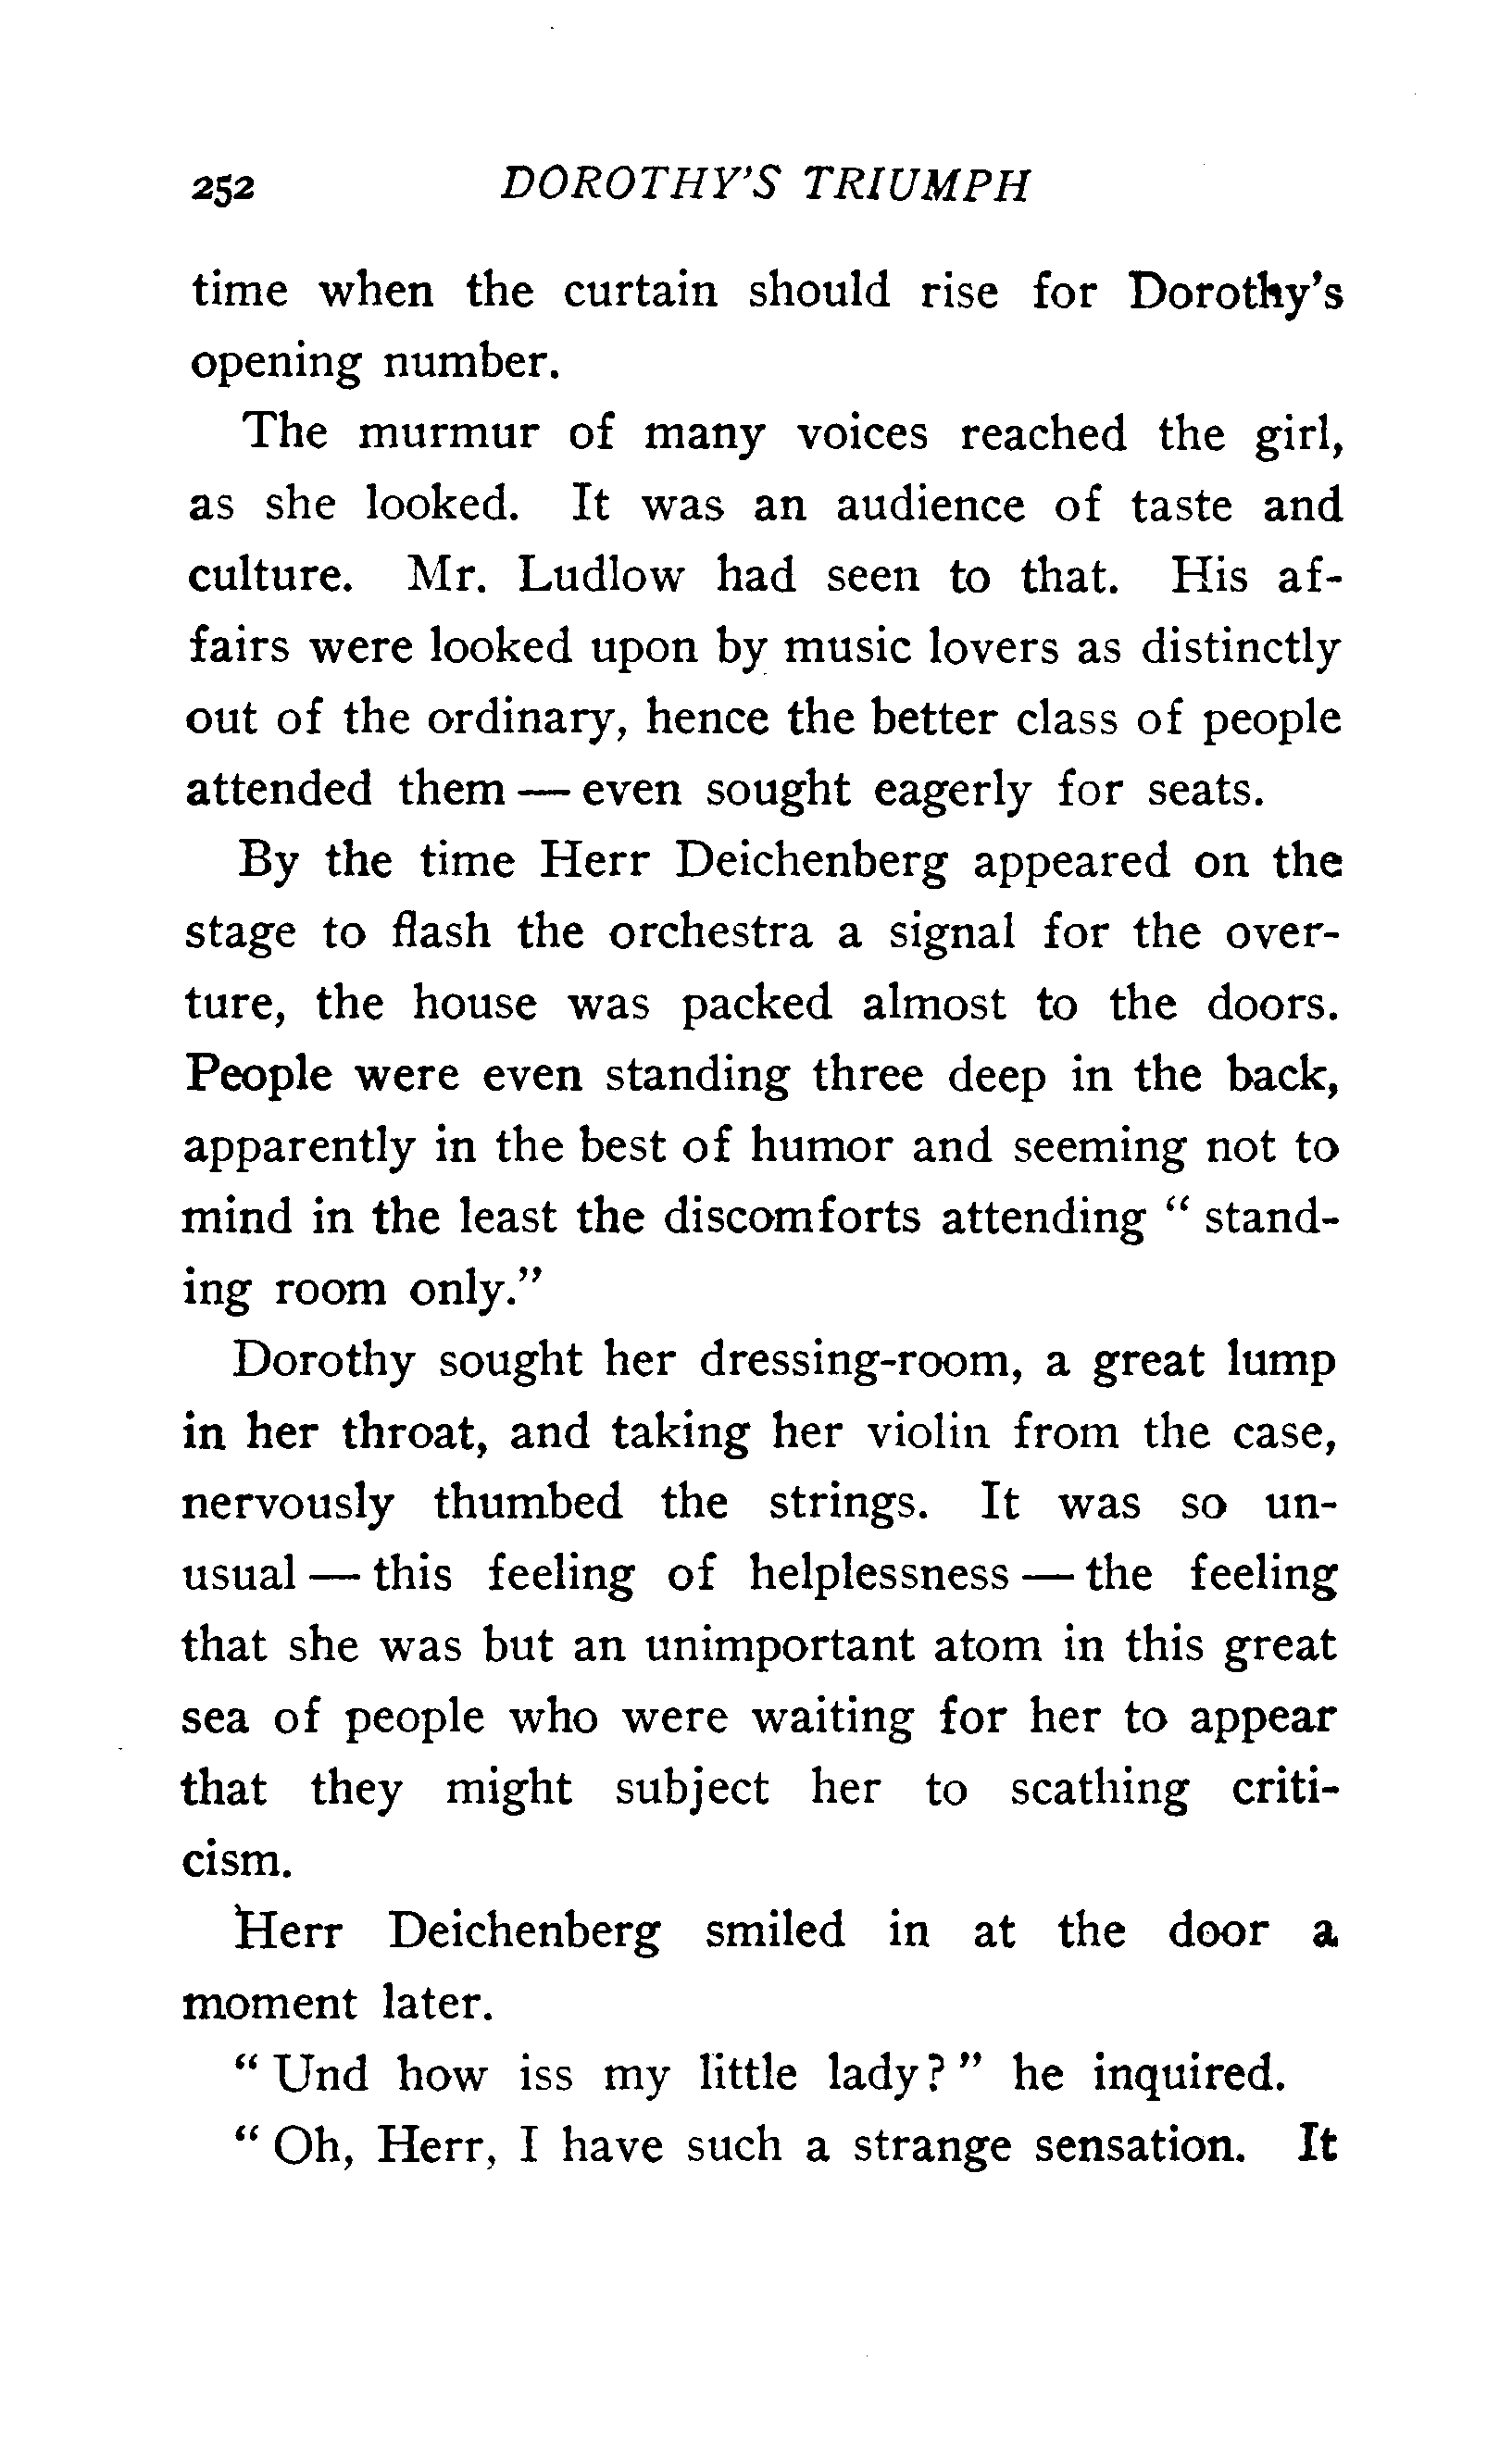 252 DOROTHY'S TRIUMPH
time when the curtain should rise for Dorothy's
opening number.
The murmur of many voices reached the girl,
as she looked. It was an audience of taste and
culture. Mr. Ludlow had seen to that. His af-
fairs were looked upon by music lovers as distinctly
out of the ordinary, hence the better class of people
attended them — even sought eagerly for seats.
By the time Herr Deichenberg appeared on the
stage to flash the orchestra a signal for the over-
ture, the house was packed almost to the doors.
People were even standing three deep in the back,
apparently in the best of humor and seeming not to
mind in the least the discomforts attending " stand-
ing room only."
Dorothy sought her dressing-room, a great lump
in her throat, and taking her violin from the case,
nervously thumbed the strings. It was so un-
usual — this feeling of helplessness — the feeling
that she was but an unimportant atom in this great
sea of people who were waiting for her to appear
that they might subject her to scathing criti-
cism.
Herr Deichenberg smiled in at the door a
moment later.
" Und how iss my little lady? " he inquired.
" Oh, Herr, I have such a strange sensation. It